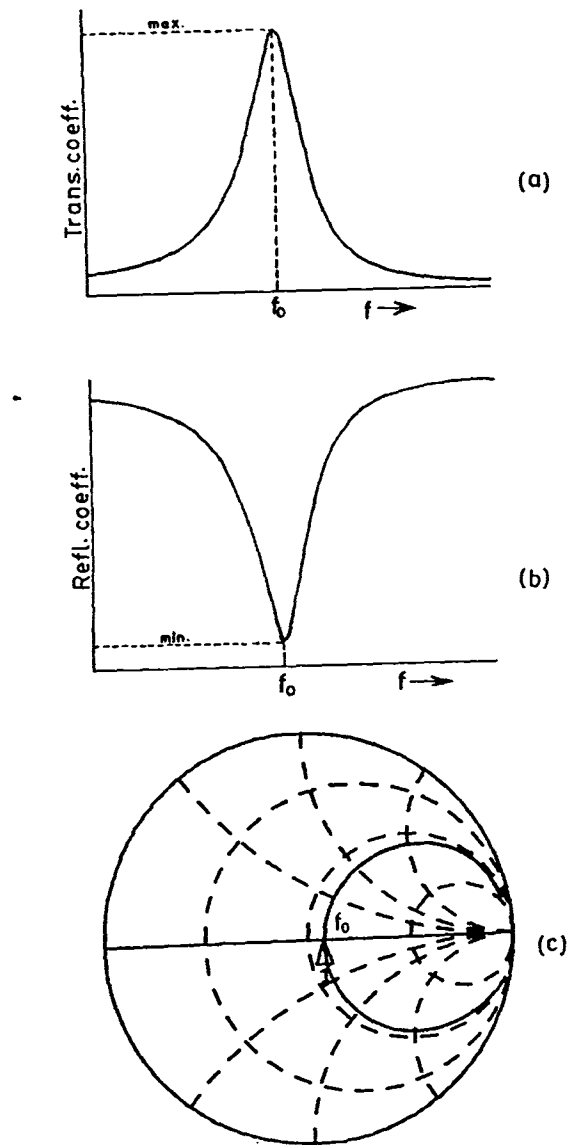 max.
Trans.coeff.
(a)
f₀
f →
Refl. coeff.
(b)
min.
f₀
f →
f₀
(c)